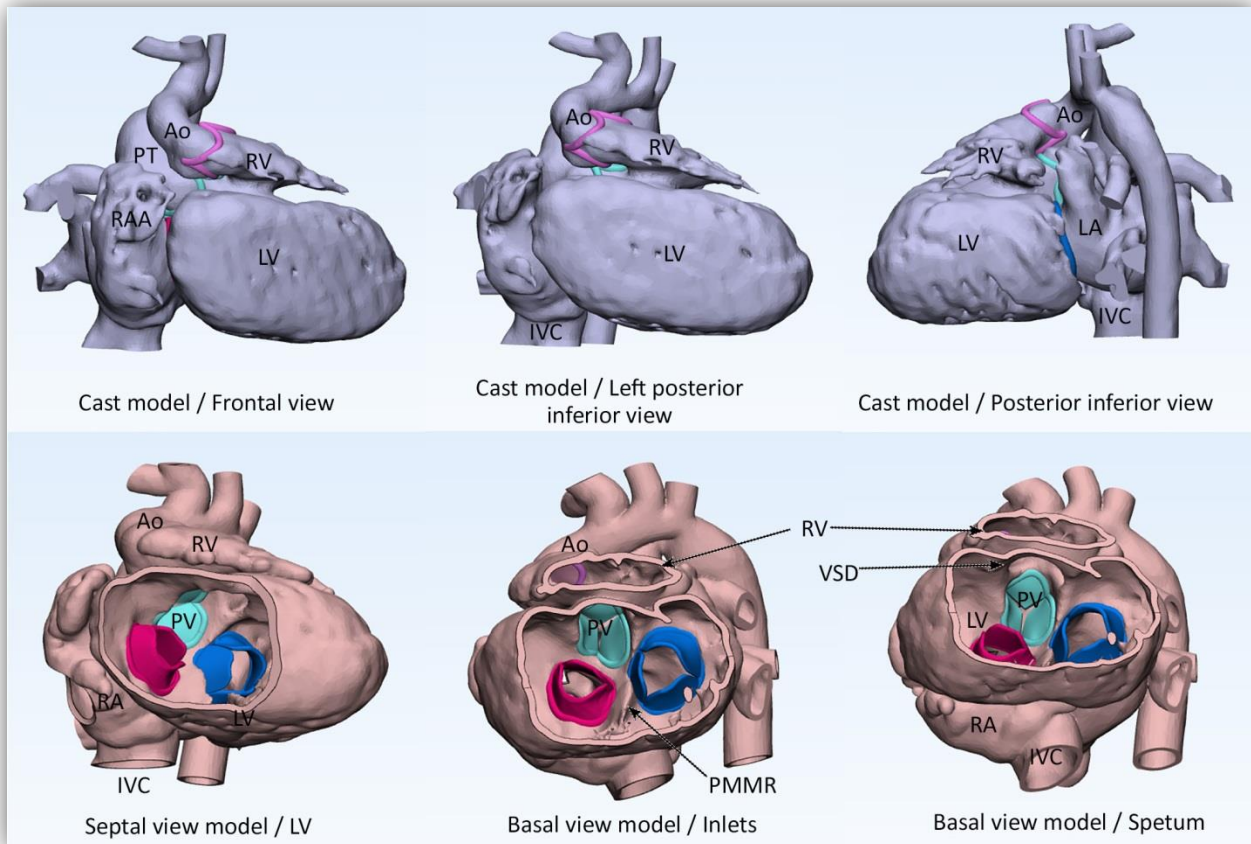 Ao
PT
RV
RAA
LV
Cast model / Frontal view
Ao
RV
LV
IVC
Cast model / Left posterior
inferior view
Ao
RV
LV
LA
IVC
Cast model / Posterior inferior view
Ao
RV
PV
RA
LV
IVC
Septal view model / LV
Ao
RV
VSD
PV
PMMR
Basal view model / Inlets
PV
LV
RA
IVC
Basal view model / Spetum